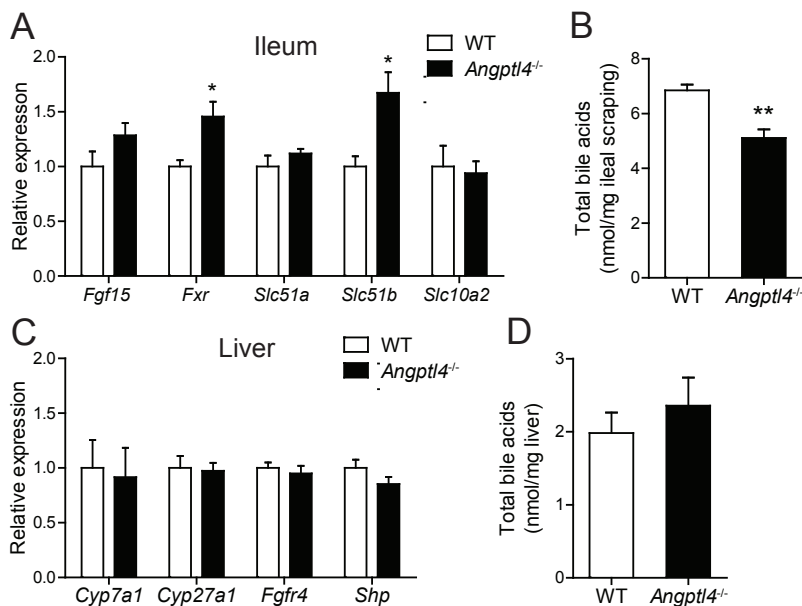 A
Ileum
WT
Angptl4-/-
2.0
1.5
1.0
0.5
0.0
Relative expresson
*
*
Fgf15 Fxr Slc51a Slc51b Slc10a2
B
8
6
4
2
0
Total bile acids
(nmol/mg ileal scraping)
**
WT Angptl4-/-
C
Liver
WT
Angptl4-/-
2.0
1.5
1.0
0.5
0.0
Relative expression
Cyp7a1 Cyp27a1 Fgfr4 Shp
D
3
2
1
0
Total bile acids
(nmol/mg liver)
WT Angptl4-/-